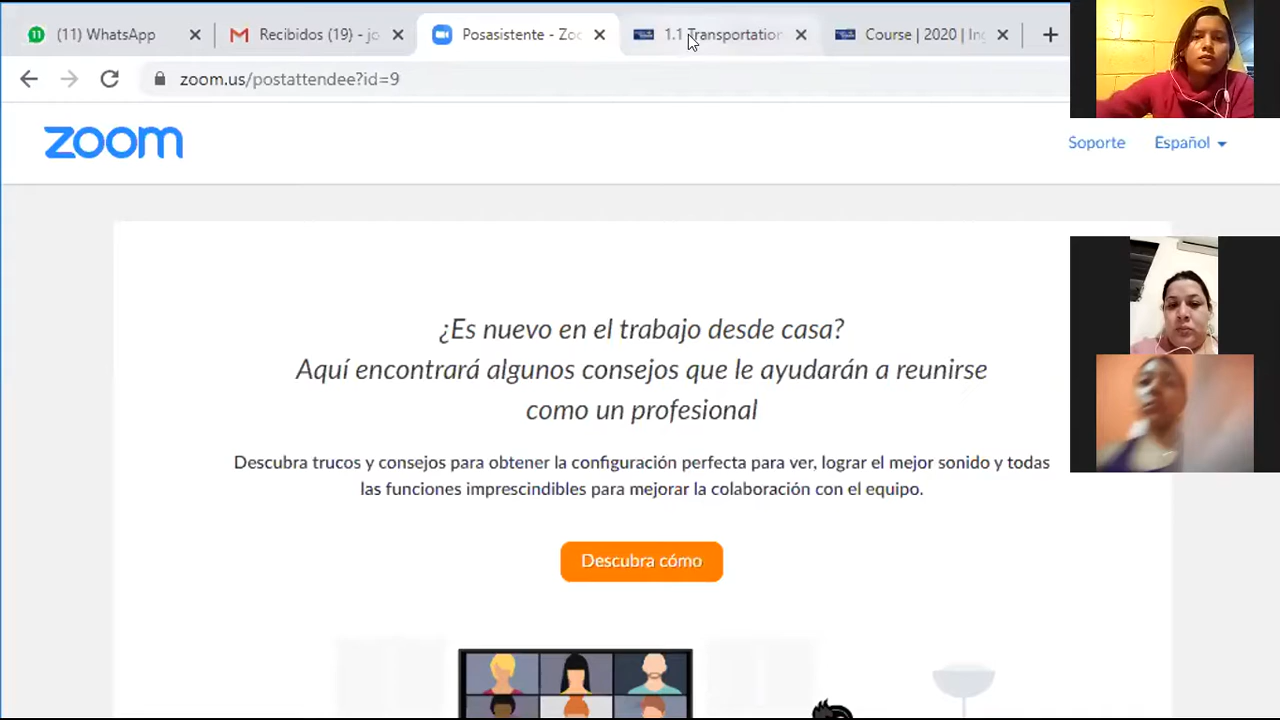 11 (11) WhatsApp
Recibidos (19) - jo
Posasistente - Zoo
1.1 Transportation
Course | 2020 | Ing
zoom.us/postattendee?id=9
zoom
Soporte
Español
¿Es nuevo en el trabajo desde casa?
Aquí encontrará algunos consejos que le ayudarán a reunirse
como un profesional
Descubra trucos y consejos para obtener la configuración perfecta para ver, lograr el mejor sonido y todas
las funciones imprescindibles para mejorar la colaboración con el equipo.
Descubra cómo